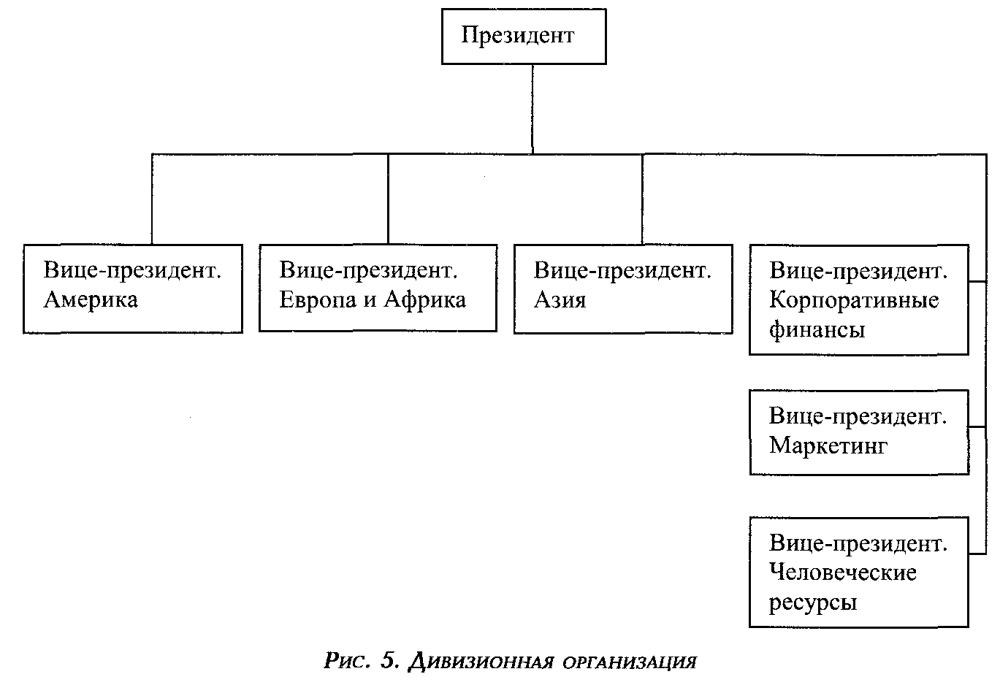 Президент
Вице-президент.
Америка
Вице-президент.
Европа и Африка
Вице-президент.
Азия
Вице-президент.
Корпоративные
финансы
Вице-президент.
Маркетинг
Вице-президент.
Человеческие
ресурсы
Рис. 5. Дивизионная организация